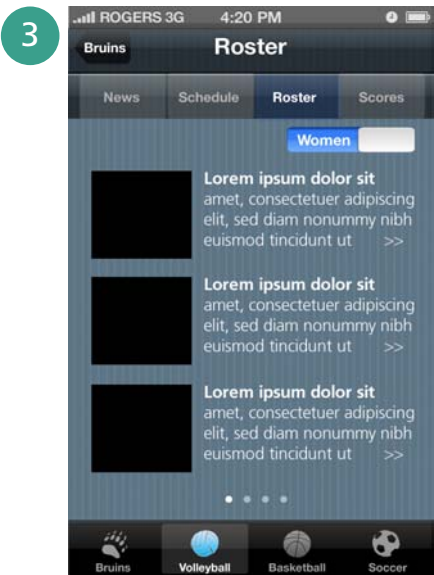 3
ROGERS 3G 4:20 PM
Bruins Roster
News Schedule Roster Scores
Women
Lorem ipsum dolor sit
amet, consectetuer adipiscing
elit, sed diam nonummy nibh
euismod tincidunt ut >>
Lorem ipsum dolor sit
amet, consectetuer adipiscing
elit, sed diam nonummy nibh
euismod tincidunt ut >>
Lorem ipsum dolor sit
amet, consectetuer adipiscing
elit, sed diam nonummy nibh
euismod tincidunt ut >>
Bruins Volleyball Basketball Soccer